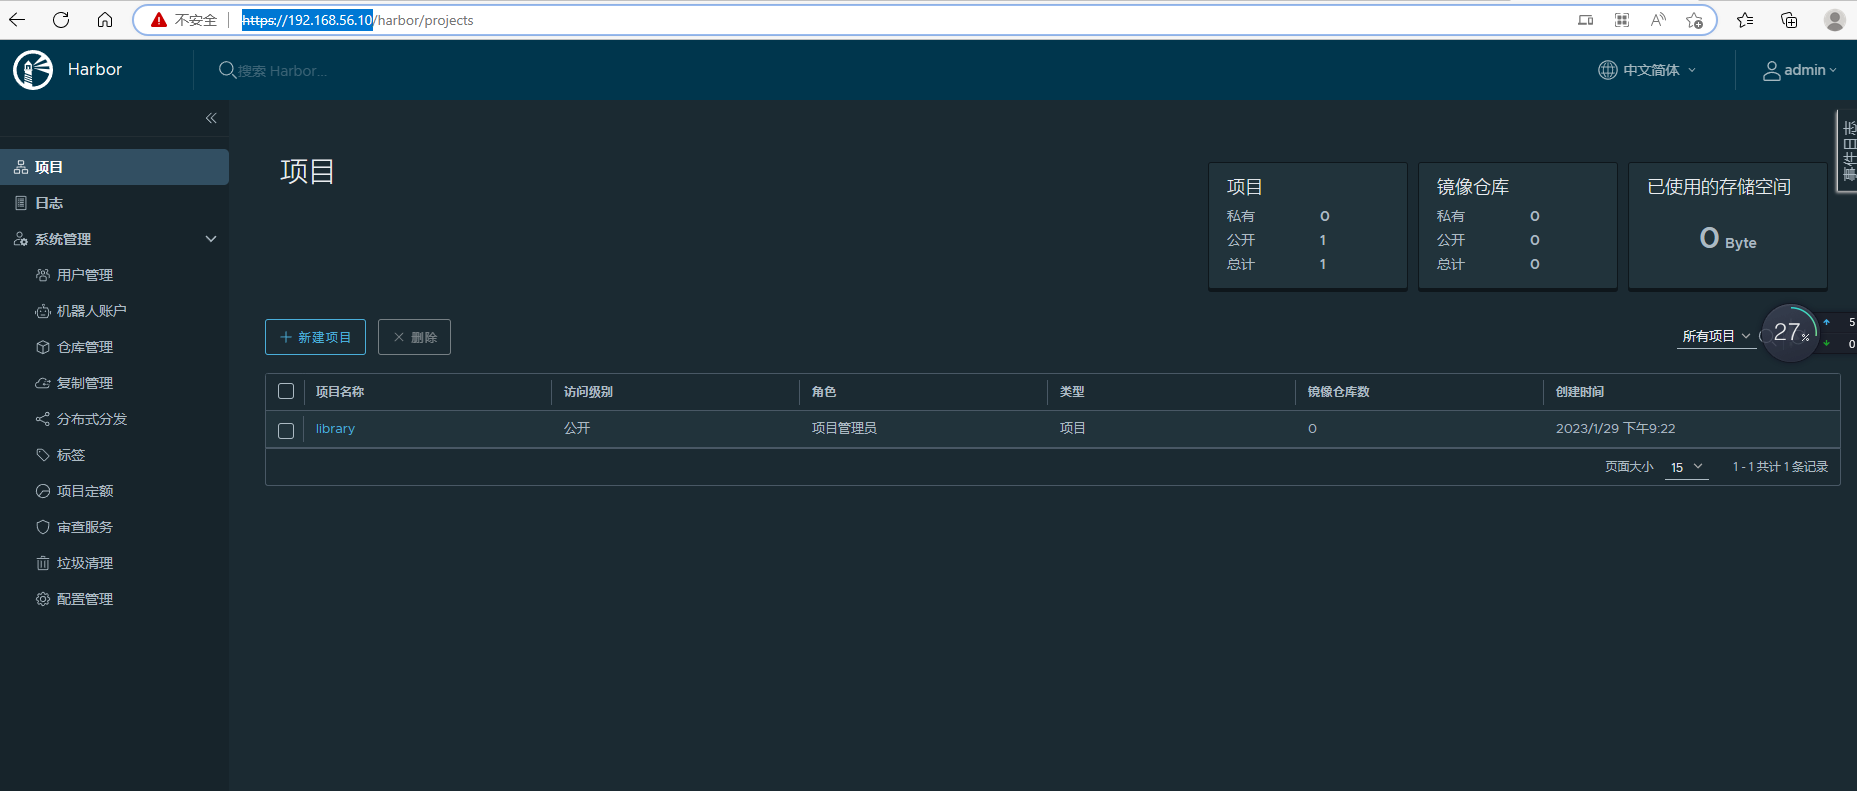 不安全 https://192.168.56.10/harbor/projects
Harbor
搜索 Harbor...
中文简体
admin
事件日志
项目
日志
系统管理
用户管理
机器人账户
仓库管理
复制管理
分布式分发
标签
项目定额
审查服务
垃圾清理
配置管理
项目
项目
私有 0
公开 1
总计 1
镜像仓库
私有 0
公开 0
总计 0
已使用的存储空间
0 Byte
新建项目
删除
所有项目
27%
5
0
项目名称 访问级别 角色 类型 镜像仓库数 创建时间
library 公开 项目管理员 项目 0 2023/1/29 下午9:22
页面大小 15 1 - 1 共计 1 条记录